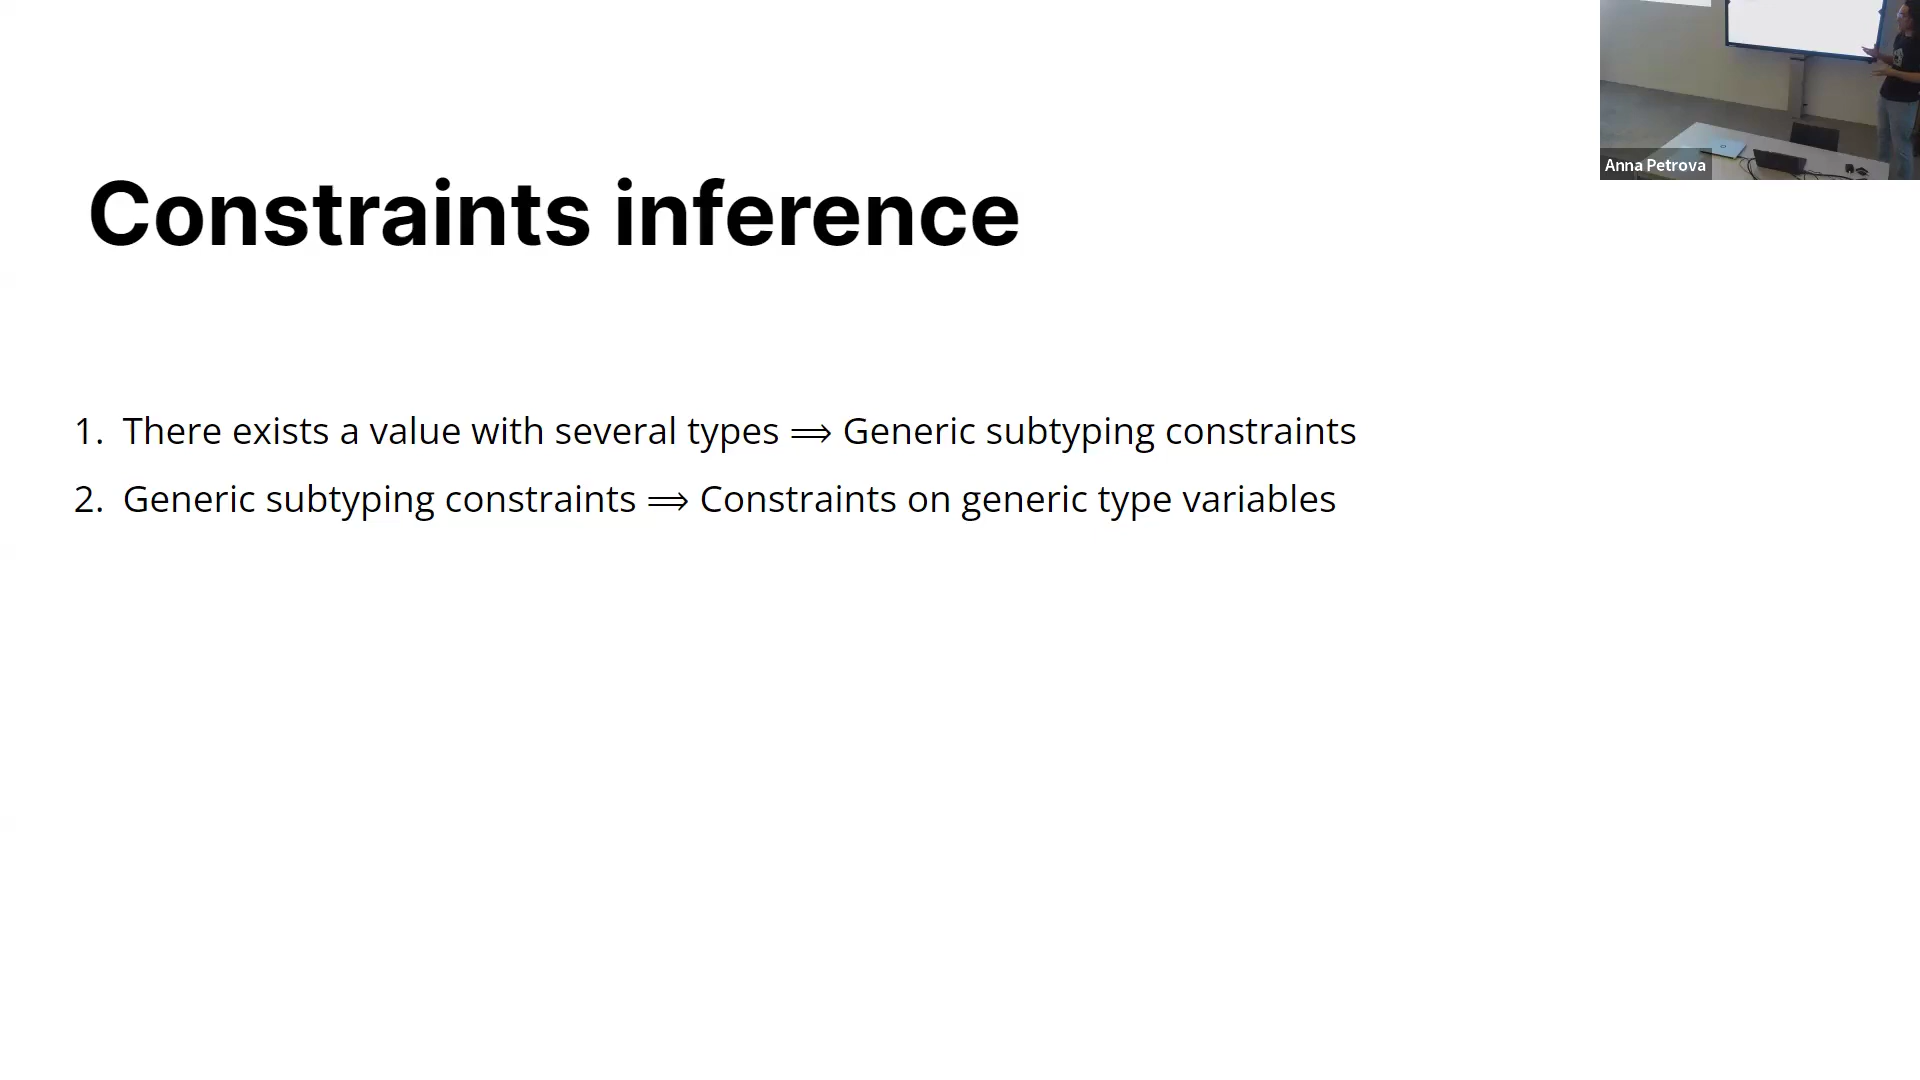 Constraints inference
1. There exists a value with several types ⟹ Generic subtyping constraints
2. Generic subtyping constraints ⟹ Constraints on generic type variables
Anna Petrova